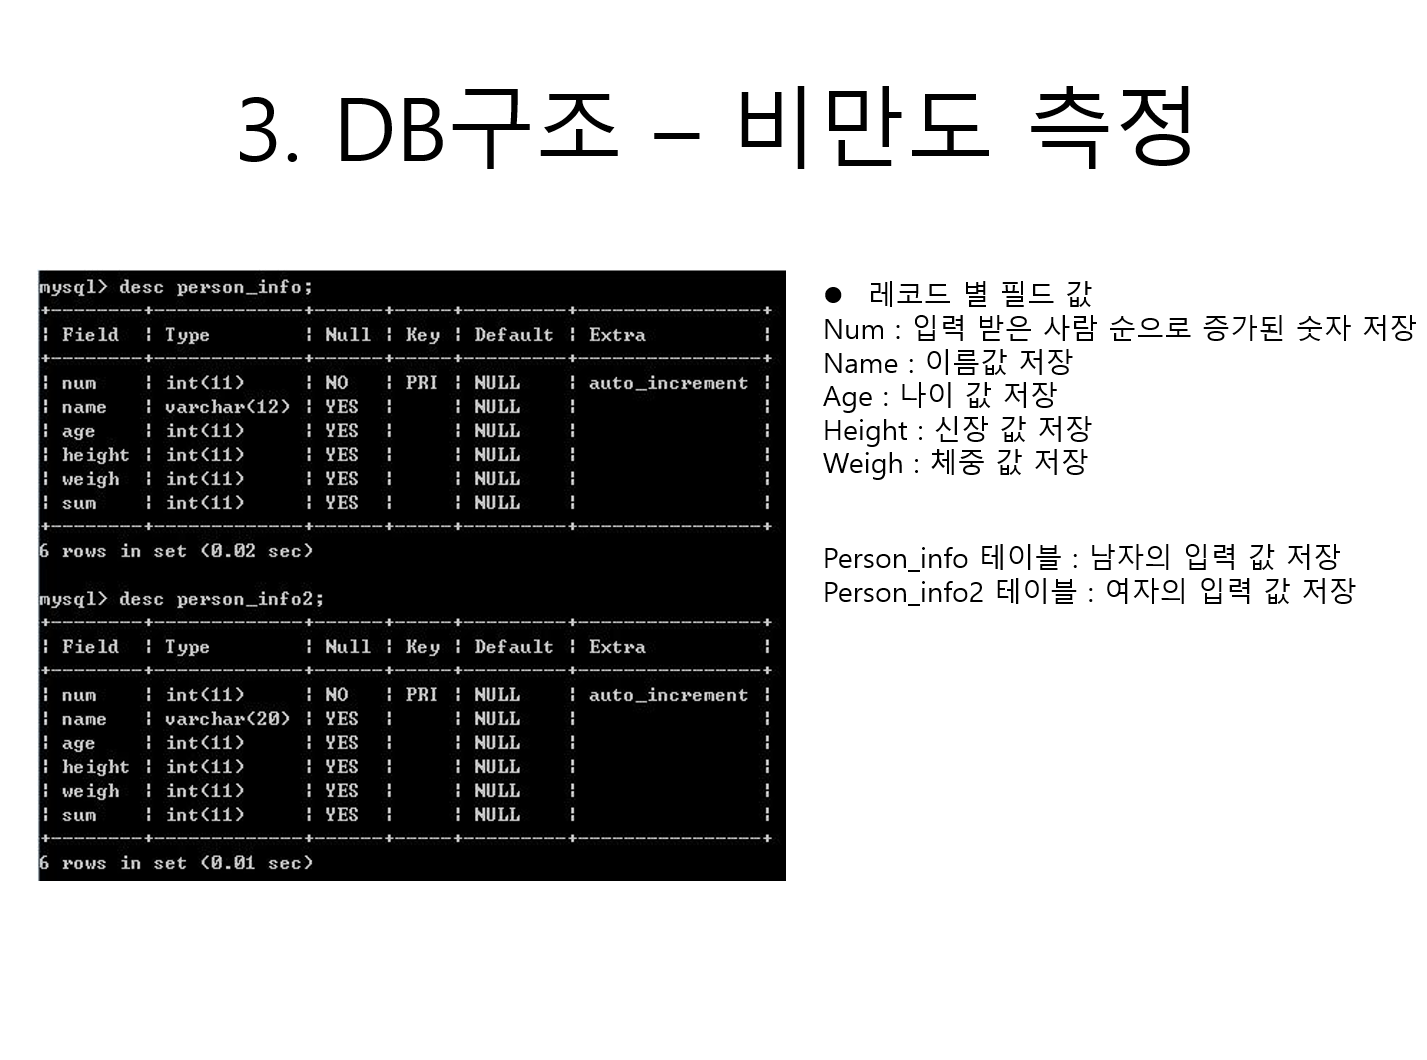 3. DB구조 – 비만도 측정
mysql> desc person_info;
+--------+-------------+------+-----+---------+----------------+
| Field  | Type        | Null | Key | Default | Extra          |
+--------+-------------+------+-----+---------+----------------+
| num    | int(11)     | NO   | PRI | NULL    | auto_increment |
| name   | varchar(12) | YES  |     | NULL    |                |
| age    | int(11)     | YES  |     | NULL    |                |
| height | int(11)     | YES  |     | NULL    |                |
| weigh  | int(11)     | YES  |     | NULL    |                |
| sum    | int(11)     | YES  |     | NULL    |                |
+--------+-------------+------+-----+---------+----------------+
6 rows in set (0.02 sec)
mysql> desc person_info2;
+--------+-------------+------+-----+---------+----------------+
| Field  | Type        | Null | Key | Default | Extra          |
+--------+-------------+------+-----+---------+----------------+
| num    | int(11)     | NO   | PRI | NULL    | auto_increment |
| name   | varchar(20) | YES  |     | NULL    |                |
| age    | int(11)     | YES  |     | NULL    |                |
| height | int(11)     | YES  |     | NULL    |                |
| weigh  | int(11)     | YES  |     | NULL    |                |
| sum    | int(11)     | YES  |     | NULL    |                |
+--------+-------------+------+-----+---------+----------------+
6 rows in set (0.01 sec)
● 레코드 별 필드 값
Num : 입력 받은 사람 순으로 증가된 숫자 저장
Name : 이름값 저장
Age : 나이 값 저장
Height : 신장 값 저장
Weigh : 체중 값 저장
Person_info 테이블 : 남자의 입력 값 저장
Person_info2 테이블 : 여자의 입력 값 저장